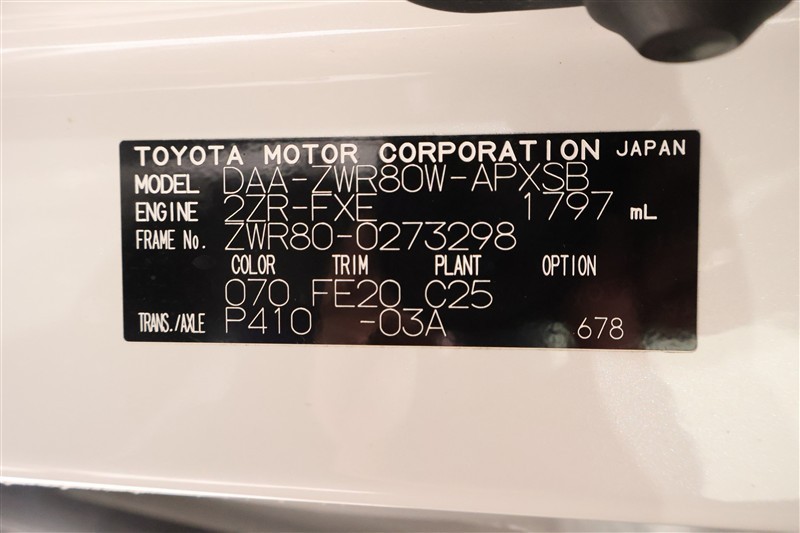 TOYOTA MOTOR CORPORATION JAPAN
MODEL DAA-ZWR80W-APXSB
ENGINE 2ZR-FXE 1797 mL
FRAME No. ZWR80-0273298
COLOR TRIM PLANT OPTION
070 FE20 C25
TRANS./AXLE P410 -03A 678